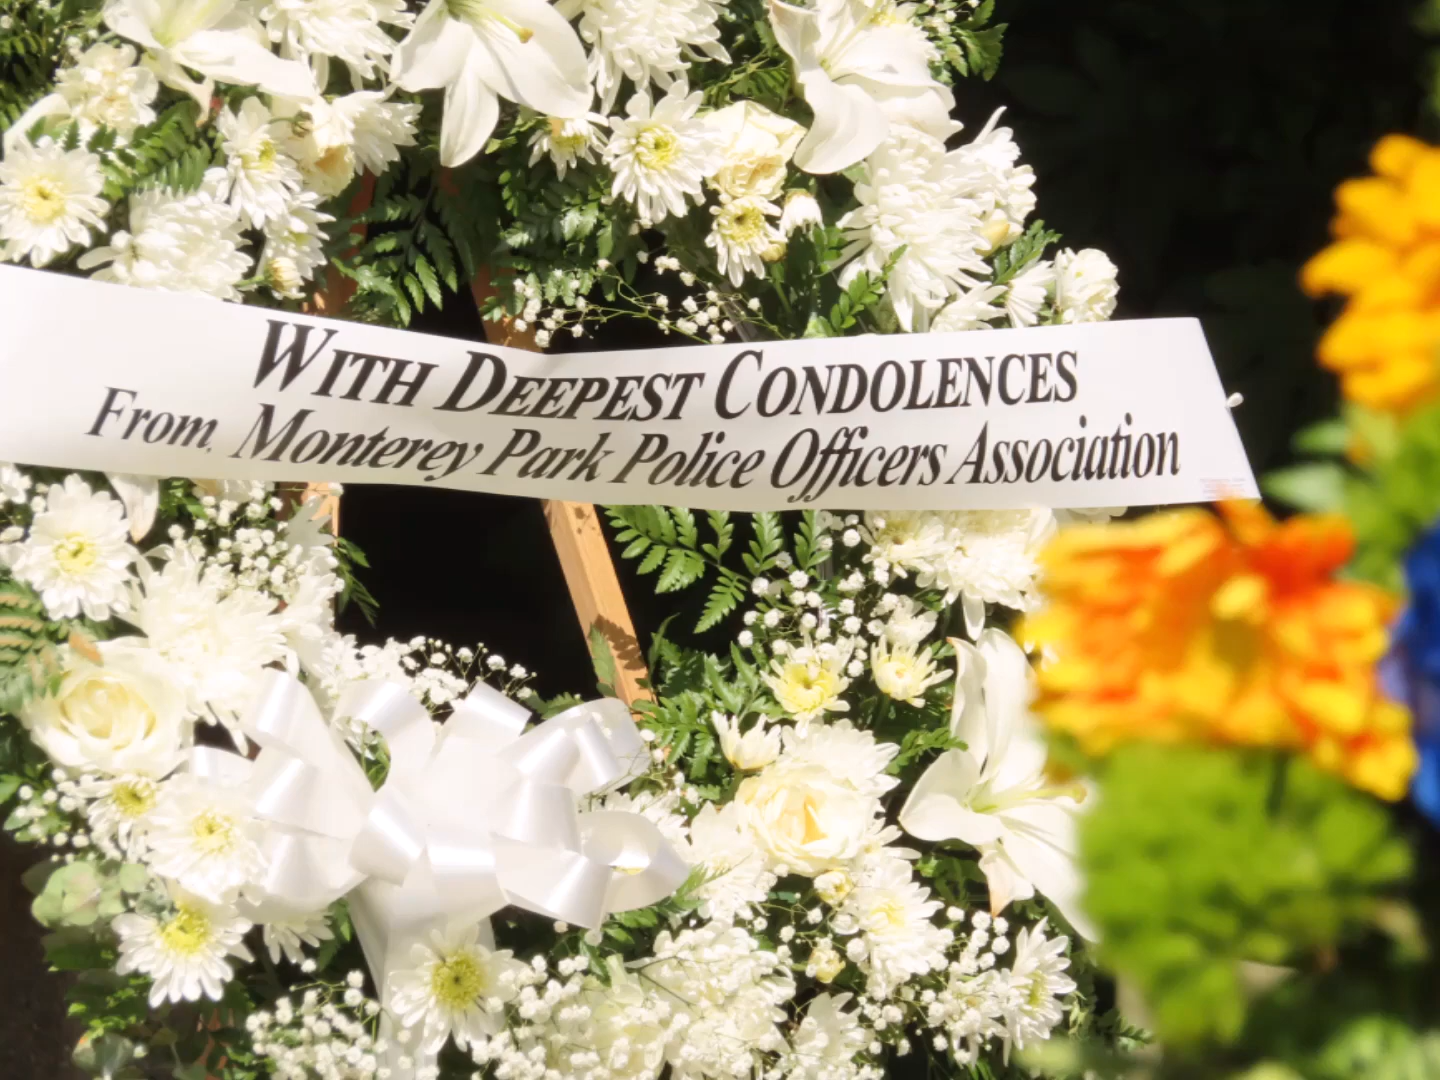 WITH DEEPEST CONDOLENCES
From, Monterey Park Police Officers Association